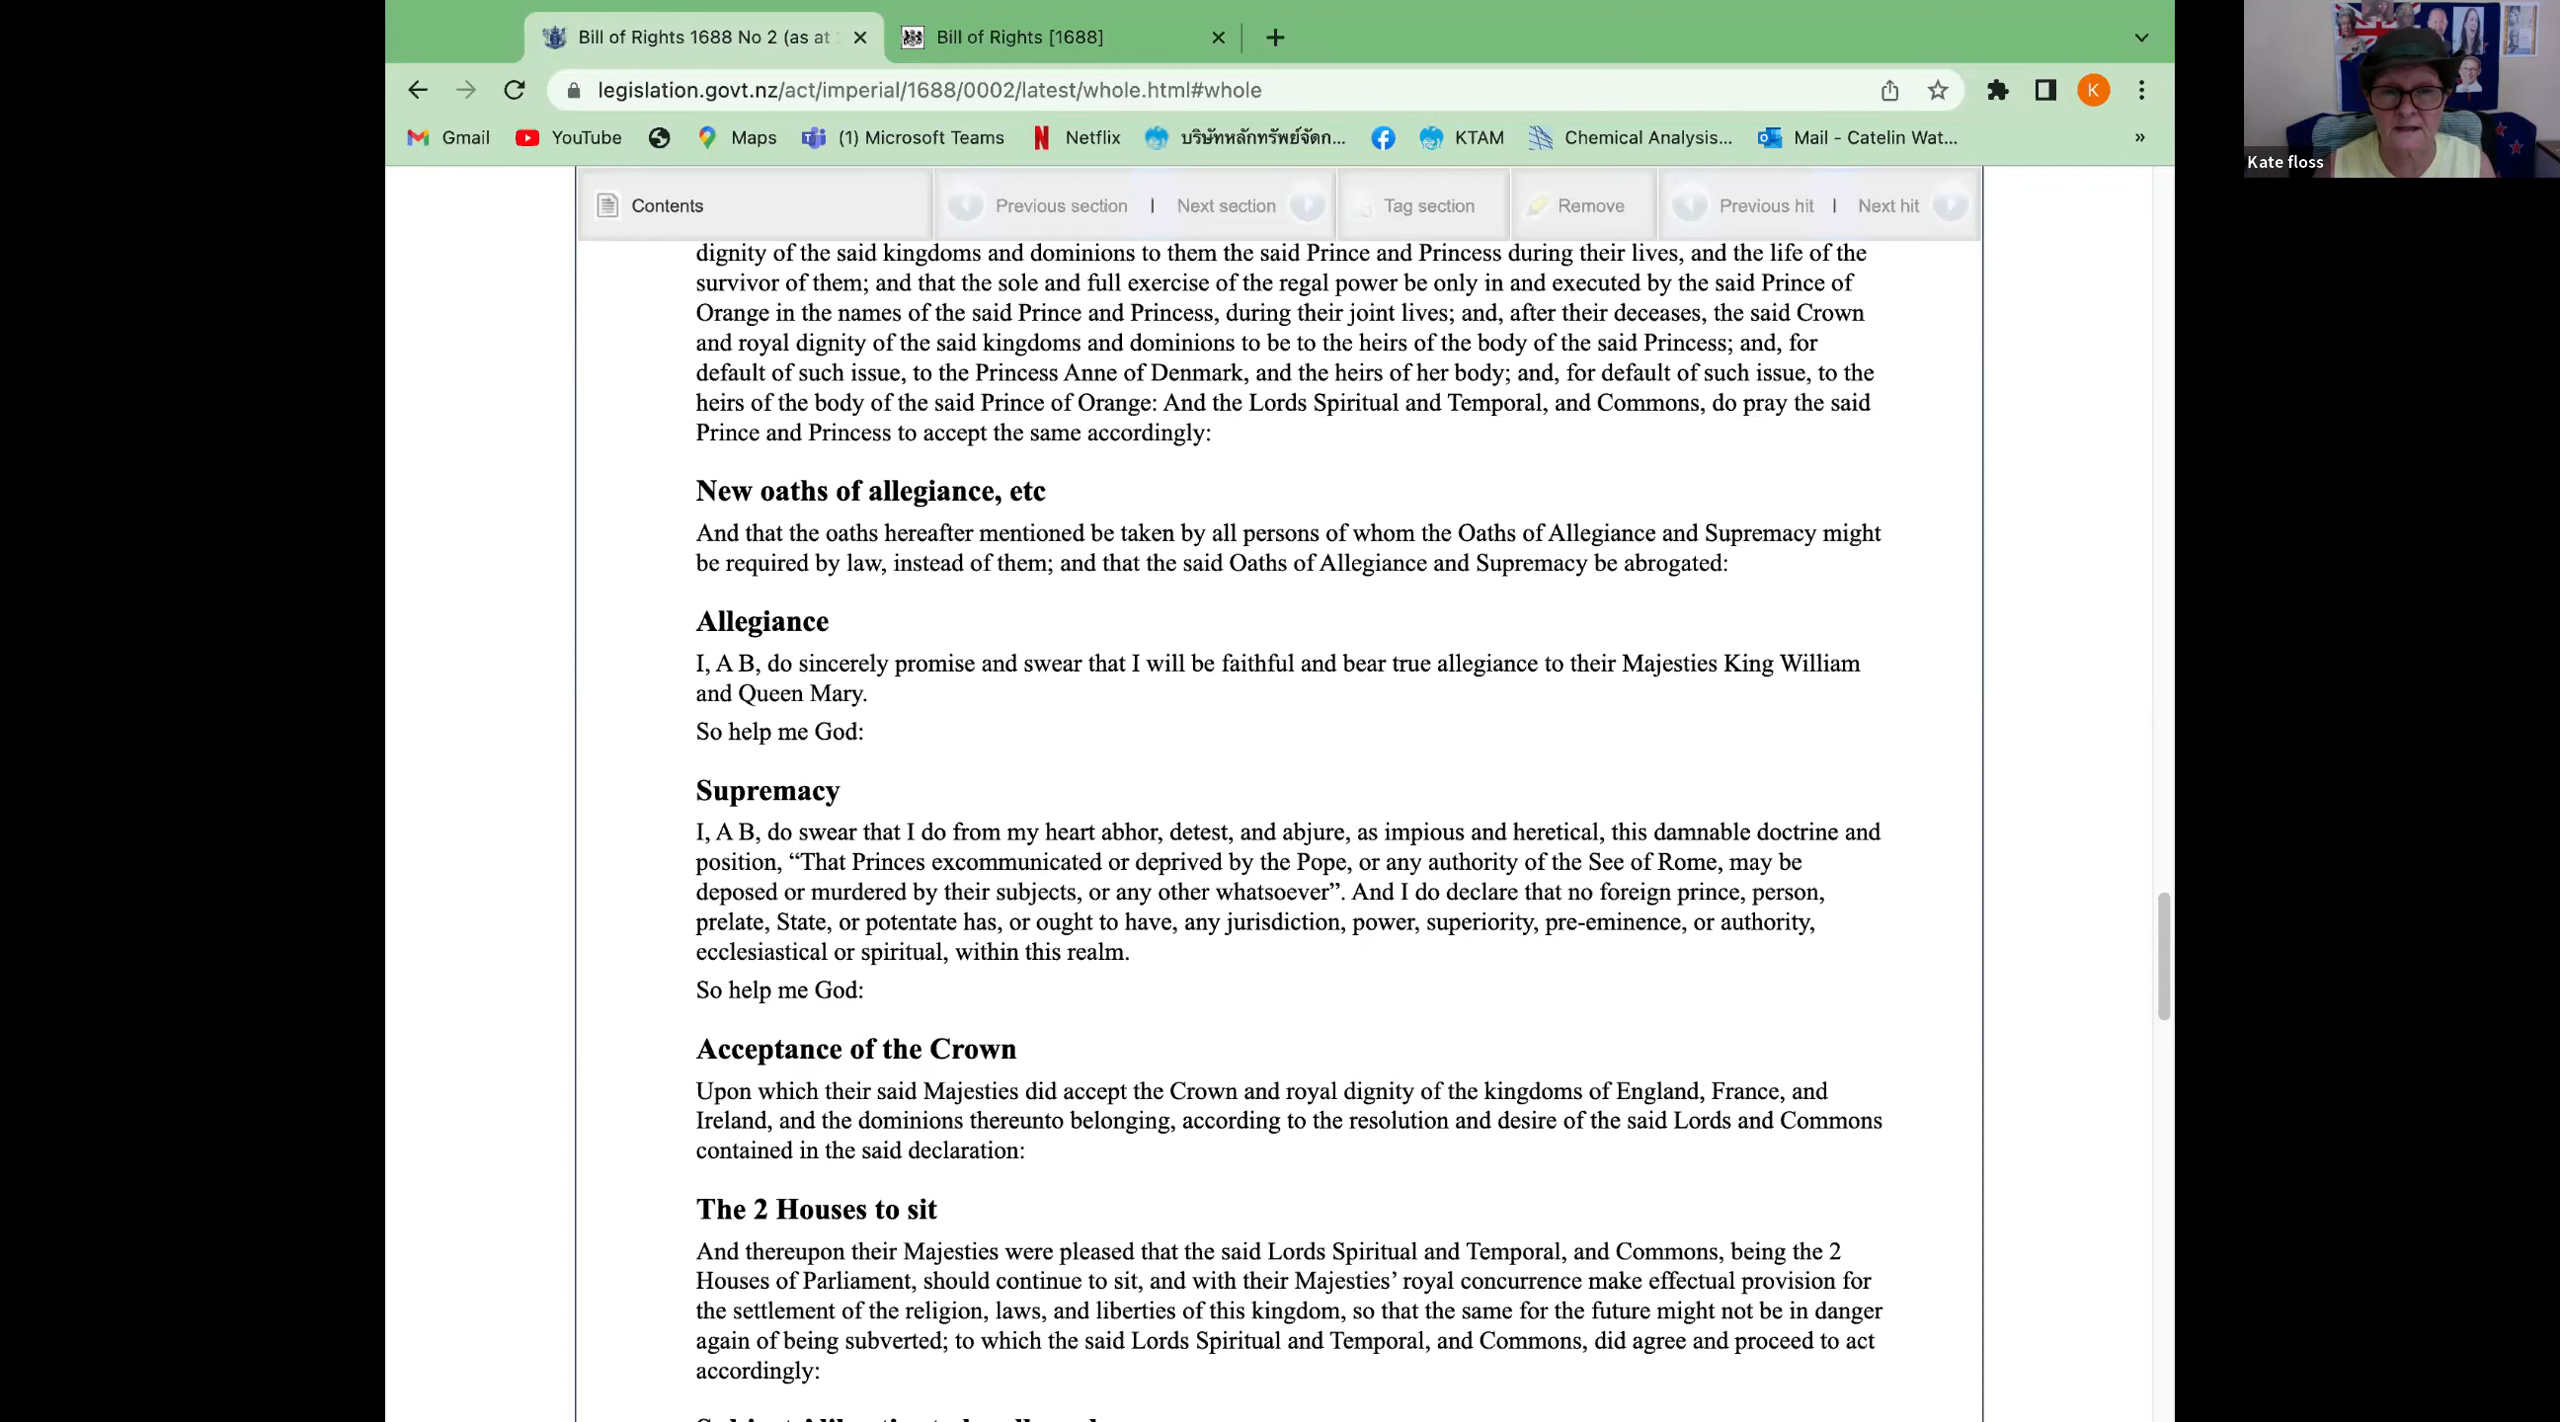 Bill of Rights 1688 No 2 (as at
Bill of Rights [1688]
legislation.govt.nz/act/imperial/1688/0002/latest/whole.html#whole
K
Gmail
YouTube
Maps
(1) Microsoft Teams
Netflix
บริษัทหลักทรัพย์จัดก...
KTAM
Chemical Analysis...
Mail - Catelin Wat...
»
Kate floss
Contents
Previous section | Next section
Tag section
Remove
Previous hit | Next hit
dignity of the said kingdoms and dominions to them the said Prince and Princess during their lives, and the life of the
survivor of them; and that the sole and full exercise of the regal power be only in and executed by the said Prince of
Orange in the names of the said Prince and Princess, during their joint lives; and, after their deceases, the said Crown
and royal dignity of the said kingdoms and dominions to be to the heirs of the body of the said Princess; and, for
default of such issue, to the Princess Anne of Denmark, and the heirs of her body; and, for default of such issue, to the
heirs of the body of the said Prince of Orange: And the Lords Spiritual and Temporal, and Commons, do pray the said
Prince and Princess to accept the same accordingly:
New oaths of allegiance, etc
And that the oaths hereafter mentioned be taken by all persons of whom the Oaths of Allegiance and Supremacy might
be required by law, instead of them; and that the said Oaths of Allegiance and Supremacy be abrogated:
Allegiance
I, A B, do sincerely promise and swear that I will be faithful and bear true allegiance to their Majesties King William
and Queen Mary.
So help me God:
Supremacy
I, A B, do swear that I do from my heart abhor, detest, and abjure, as impious and heretical, this damnable doctrine and
position, “That Princes excommunicated or deprived by the Pope, or any authority of the See of Rome, may be
deposed or murdered by their subjects, or any other whatsoever”. And I do declare that no foreign prince, person,
prelate, State, or potentate has, or ought to have, any jurisdiction, power, superiority, pre-eminence, or authority,
ecclesiastical or spiritual, within this realm.
So help me God:
Acceptance of the Crown
Upon which their said Majesties did accept the Crown and royal dignity of the kingdoms of England, France, and
Ireland, and the dominions thereunto belonging, according to the resolution and desire of the said Lords and Commons
contained in the said declaration:
The 2 Houses to sit
And thereupon their Majesties were pleased that the said Lords Spiritual and Temporal, and Commons, being the 2
Houses of Parliament, should continue to sit, and with their Majesties’ royal concurrence make effectual provision for
the settlement of the religion, laws, and liberties of this kingdom, so that the same for the future might not be in danger
again of being subverted; to which the said Lords Spiritual and Temporal, and Commons, did agree and proceed to act
accordingly: